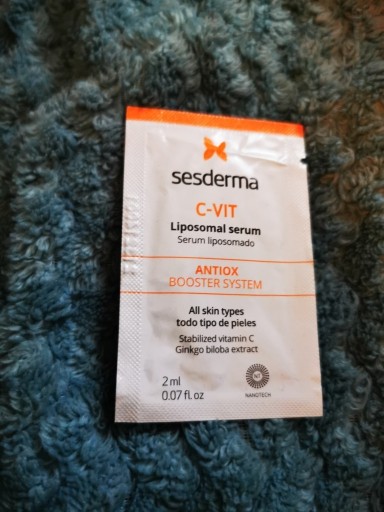 sesderma
C-VIT
Liposomal serum
Serum liposomado
ANTIOX
BOOSTER SYSTEM
All skin types
todo tipo de pieles
Stabilized vitamin C
Ginkgo biloba extract
2 ml
0.07 fl. oz
NT
NANOTECH